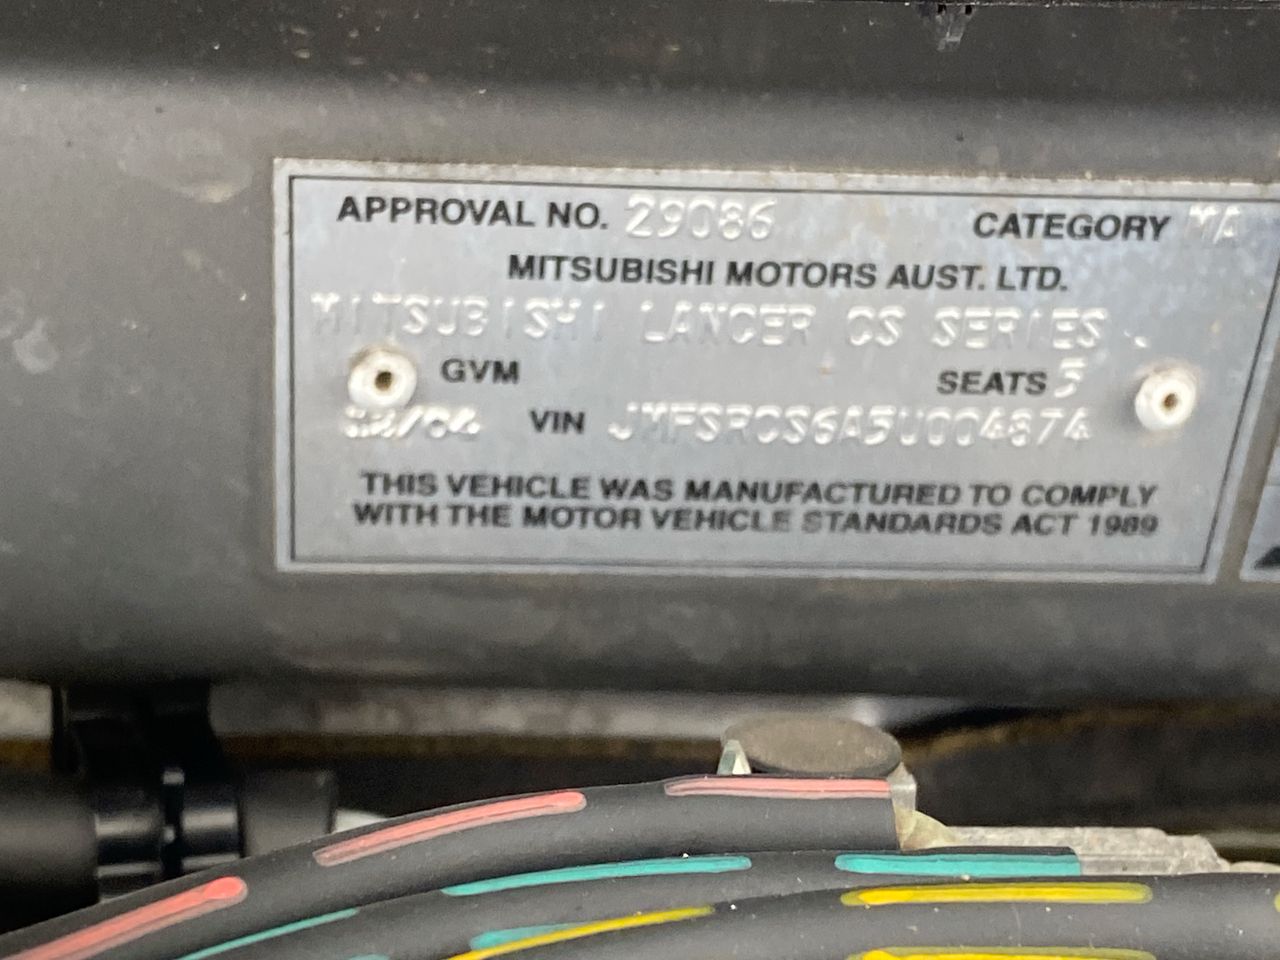 APPROVAL NO. 29086 CATEGORY MA
MITSUBISHI MOTORS AUST. LTD.
MITSUBISHI LANCER CS SERIES .
GVM SEATS 5
VIN JMFSRCS6A5U004874
THIS VEHICLE WAS MANUFACTURED TO COMPLY
WITH THE MOTOR VEHICLE STANDARDS ACT 1989